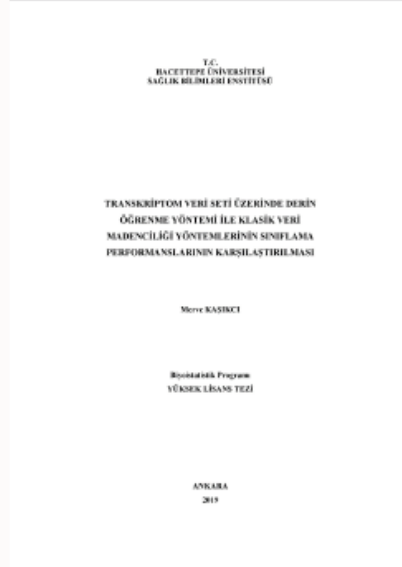 T.C.
HACETTEPE ÜNİVERSİTESİ
SAĞLIK BİLİMLERİ ENSTİTÜSÜ
TRANSKRİPTOM VERİ SETİ ÜZERİNDE DERİN
ÖĞRENME YÖNTEMİ İLE KLASİK VERİ
MADENCİLİĞİ YÖNTEMLERİNİN SINIFLAMA
PERFORMANSLARININ KARŞILAŞTIRILMASI
Merve KAŞIKCI
Biyoistatistik Programı
YÜKSEK LİSANS TEZİ
ANKARA
2019